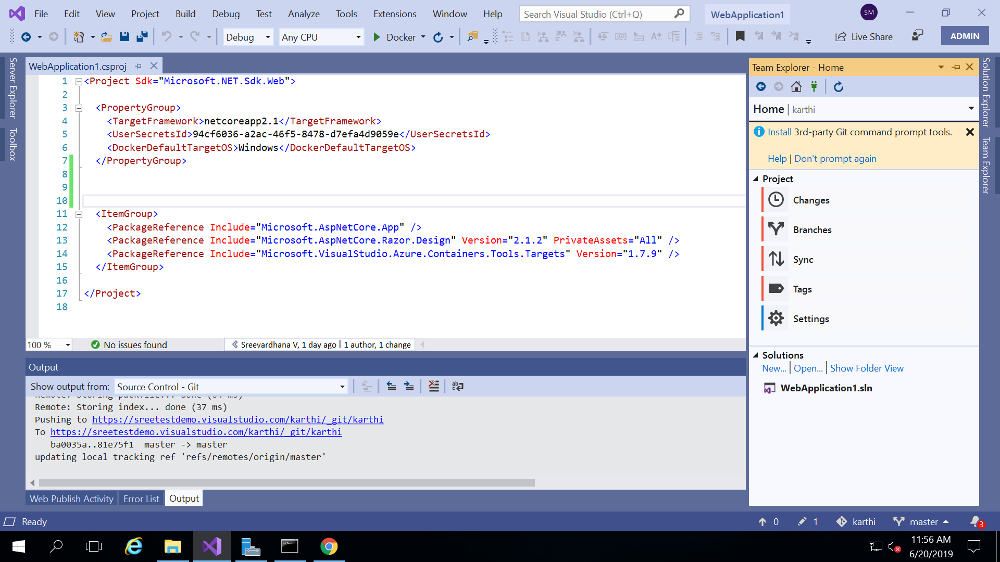 File Edit View Project Build Debug Test Analyze Tools Extensions Window Help Search Visual Studio (Ctrl+Q) WebApplication1 SM
Debug Any CPU Docker Live Share ADMIN
Server Explorer
Toolbox
WebApplication1.csproj
1 <Project Sdk="Microsoft.NET.Sdk.Web">
2
3 <PropertyGroup>
4 <TargetFramework>netcoreapp2.1</TargetFramework>
5 <UserSecretsId>94cf6036-a2ac-46f5-8478-d7efa4d9059e</UserSecretsId>
6 <DockerDefaultTargetOS>Windows</DockerDefaultTargetOS>
7 </PropertyGroup>
8
9
10
11 <ItemGroup>
12 <PackageReference Include="Microsoft.AspNetCore.App" />
13 <PackageReference Include="Microsoft.AspNetCore.Razor.Design" Version="2.1.2" PrivateAssets="All" />
14 <PackageReference Include="Microsoft.VisualStudio.Azure.Containers.Tools.Targets" Version="1.7.9" />
15 </ItemGroup>
16
17 </Project>
18
100 % No issues found Sreevardhana V, 1 day ago | 1 author, 1 change
Output
Show output from: Source Control - Git
Remote: Storing packfile... done (64 ms)
Remote: Storing index... done (37 ms)
Pushing to https://sreetestdemo.visualstudio.com/karthi/_git/karthi
To https://sreetestdemo.visualstudio.com/karthi/_git/karthi
ba0035a..81e75f1 master -> master
updating local tracking ref 'refs/remotes/origin/master'
Web Publish Activity Error List Output
Team Explorer - Home
Home | karthi
Install 3rd-party Git command prompt tools.
Help | Don't prompt again
Project
Changes
Branches
Sync
Tags
Settings
Solutions
New... | Open... | Show Folder View
WebApplication1.sln
Solution Explorer
Team Explorer
Ready 0 1 karthi master 3
11:56 AM
6/20/2019